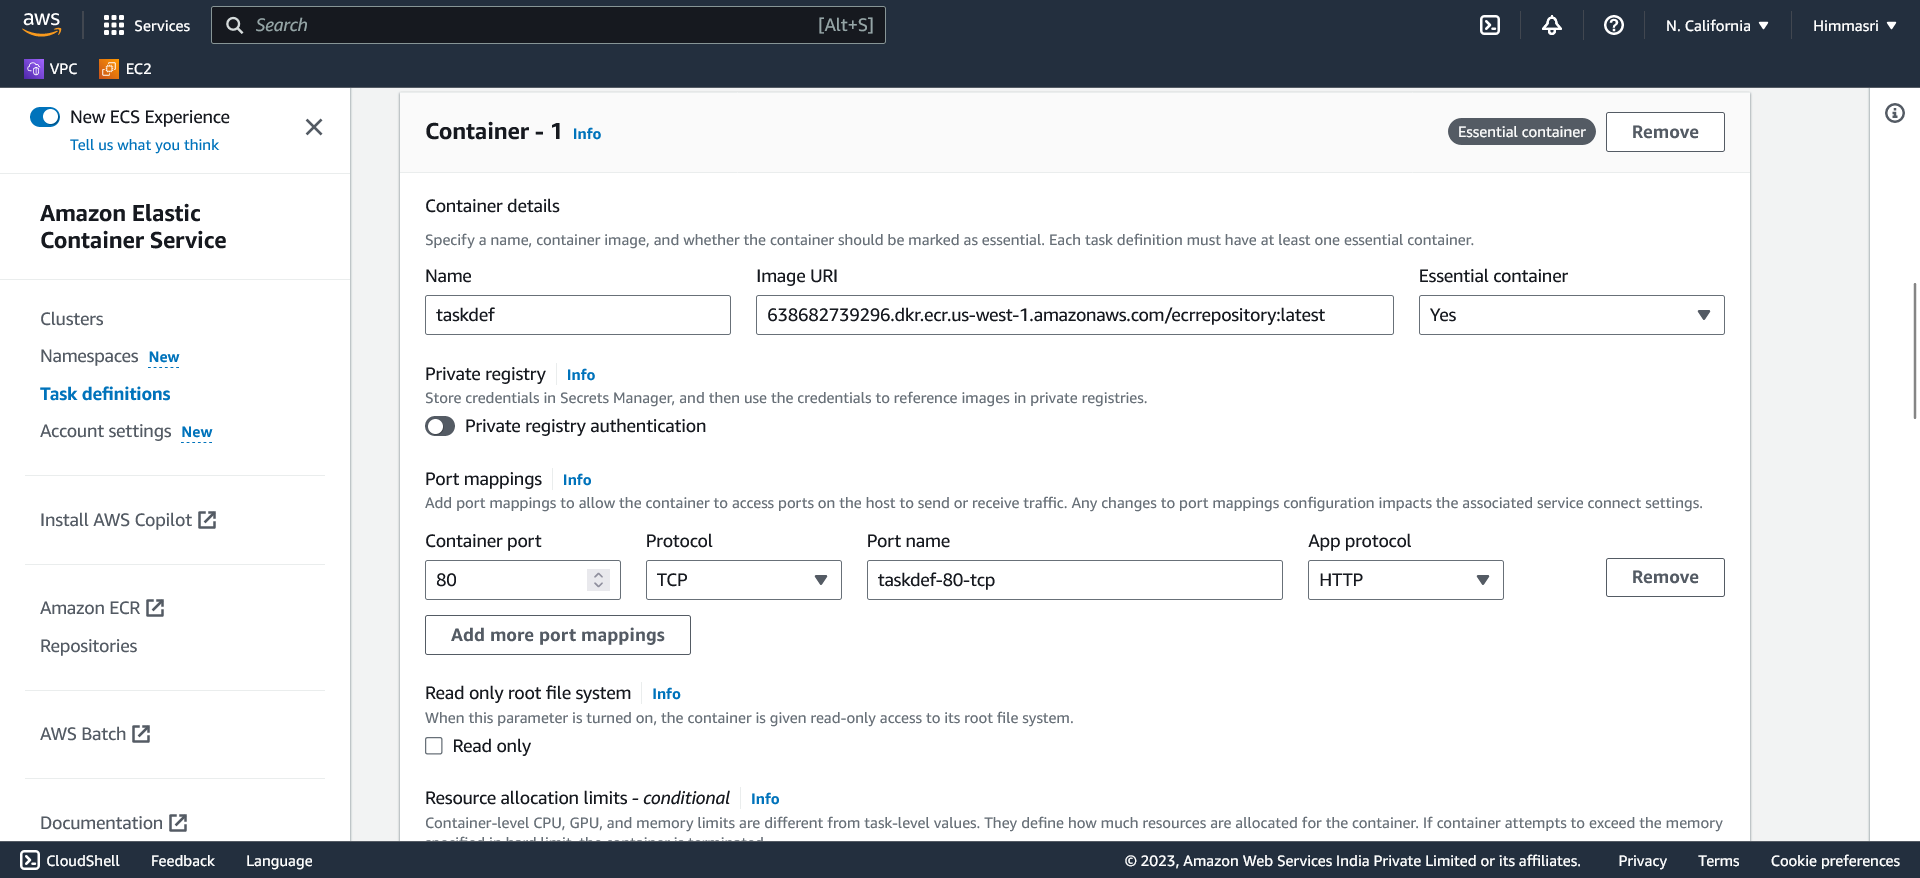 aws
Services
Search
[Alt+S]
N. California
Himmasri
VPC
EC2
New ECS Experience
Tell us what you think
Amazon Elastic
Container Service
Clusters
Namespaces New
Task definitions
Account settings New
Install AWS Copilot
Amazon ECR
Repositories
AWS Batch
Documentation
Container - 1 Info
Essential container
Remove
Container details
Specify a name, container image, and whether the container should be marked as essential. Each task definition must have at least one essential container.
Name
Image URI
Essential container
taskdef
638682739296.dkr.ecr.us-west-1.amazonaws.com/ecrrepository:latest
Yes
Private registry Info
Store credentials in Secrets Manager, and then use the credentials to reference images in private registries.
Private registry authentication
Port mappings Info
Add port mappings to allow the container to access ports on the host to send or receive traffic. Any changes to port mappings configuration impacts the associated service connect settings.
Container port
Protocol
Port name
App protocol
80
TCP
taskdef-80-tcp
HTTP
Remove
Add more port mappings
Read only root file system Info
When this parameter is turned on, the container is given read-only access to its root file system.
Read only
Resource allocation limits - conditional Info
Container-level CPU, GPU, and memory limits are different from task-level values. They define how much resources are allocated for the container. If container attempts to exceed the memory
specified in hard limit, the container is terminated.
CloudShell
Feedback
Language
© 2023, Amazon Web Services India Private Limited or its affiliates.
Privacy
Terms
Cookie preferences